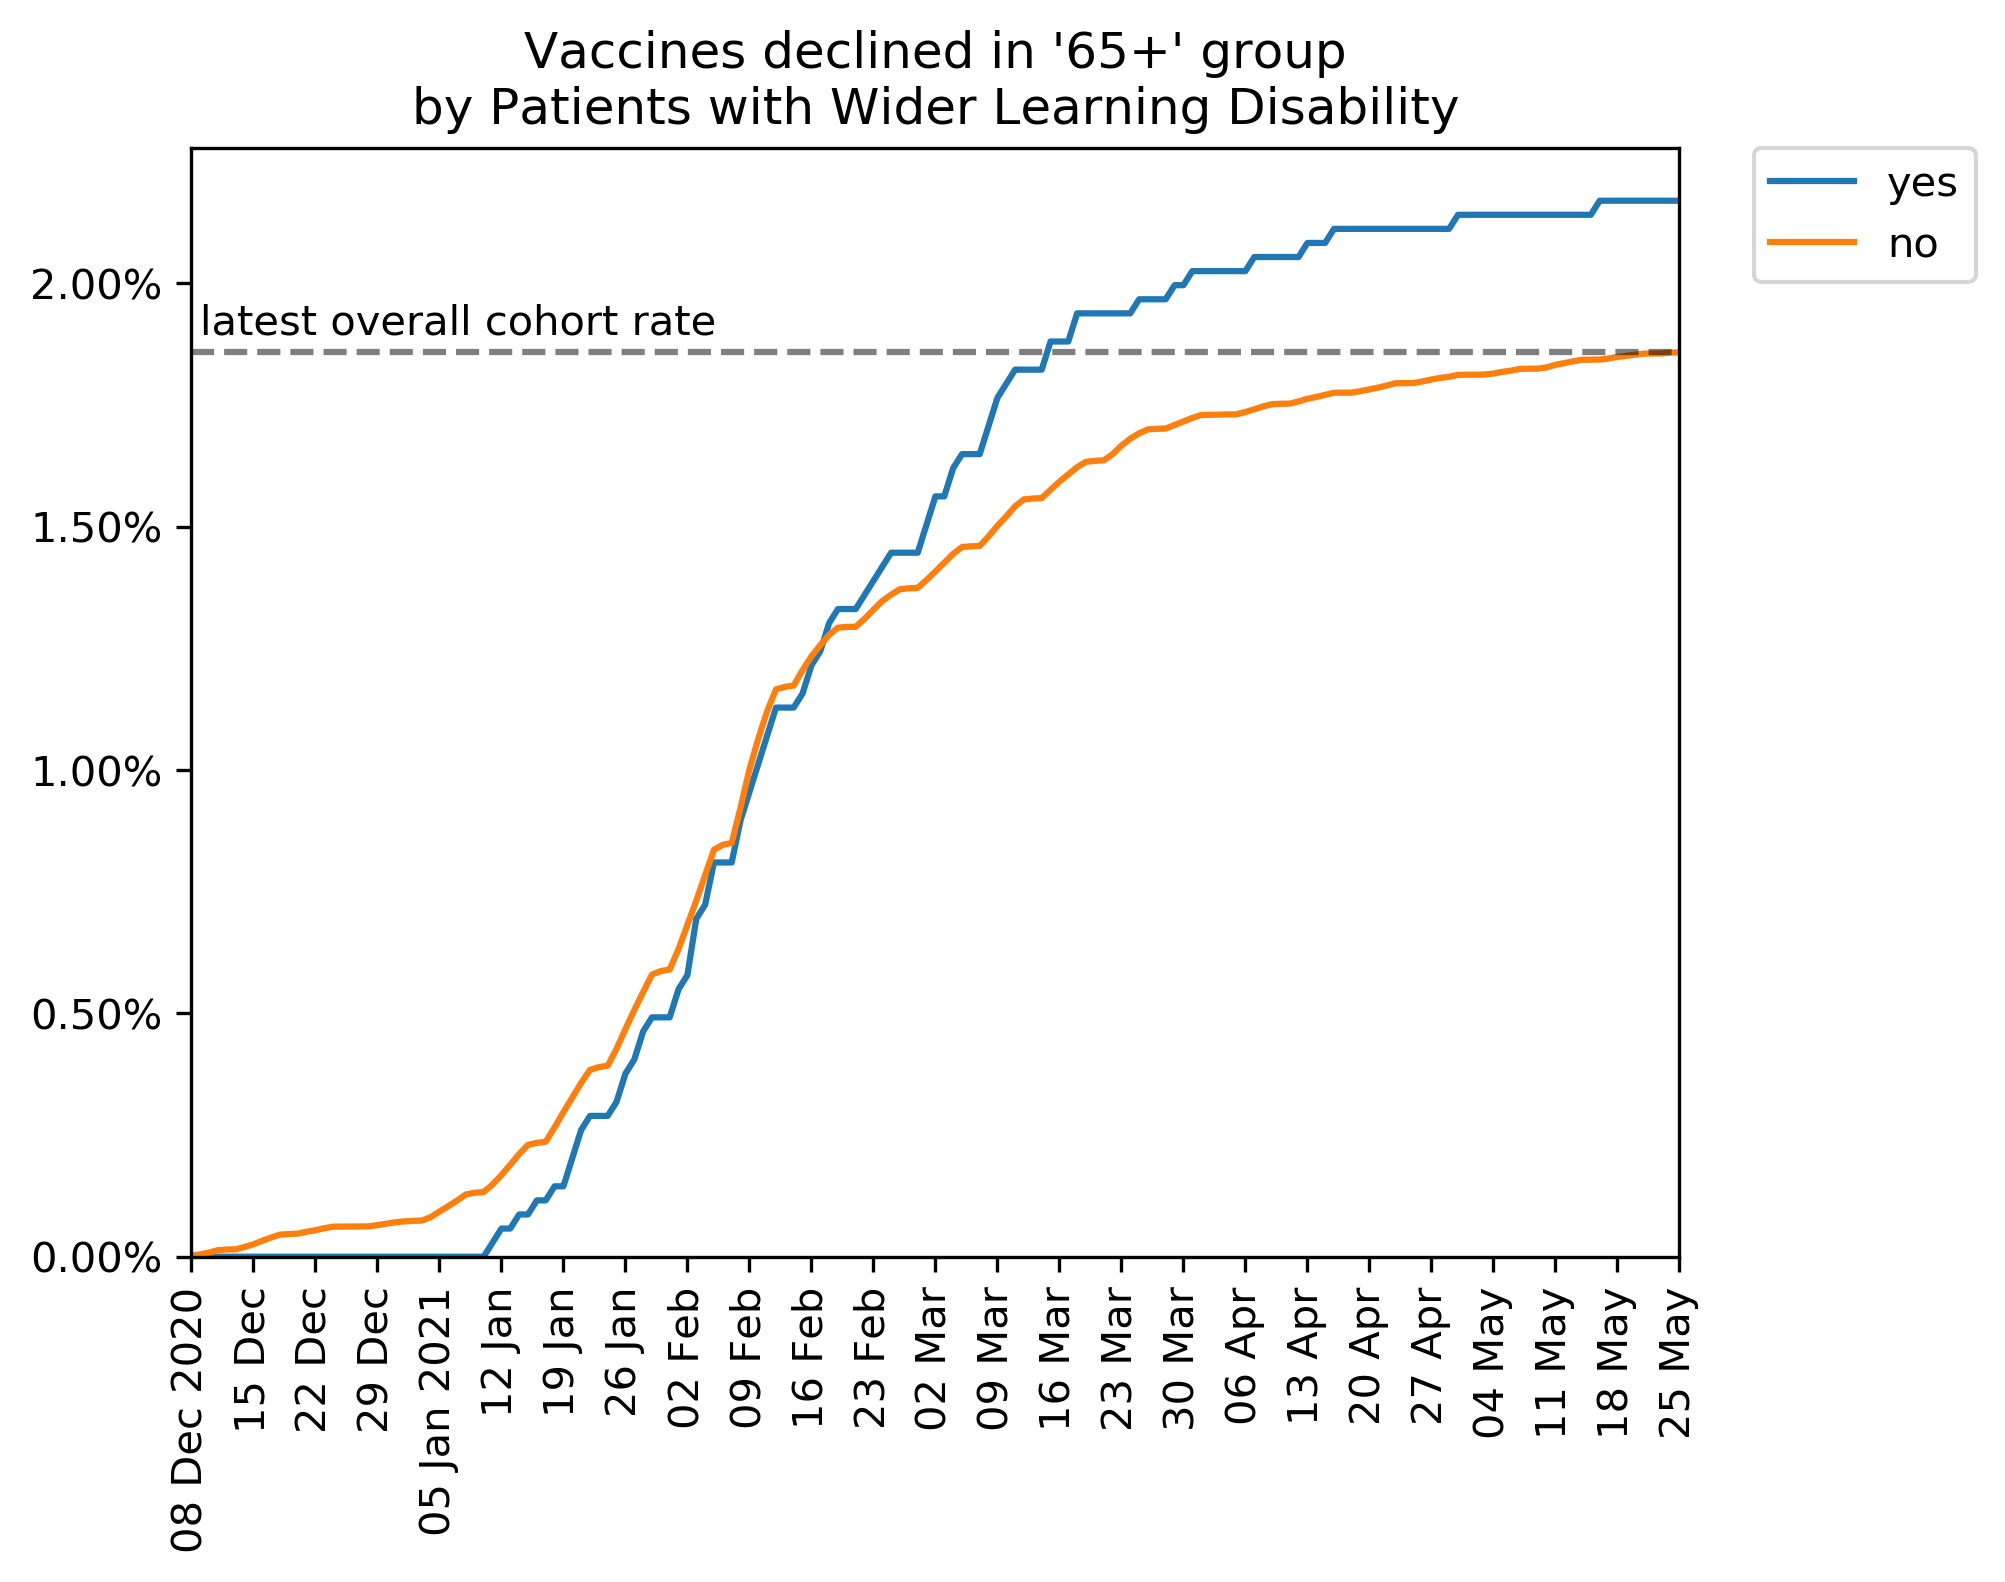 Vaccines declined in '65+' group
by Patients with Wider Learning Disability
yes
no
2.00%
latest overall cohort rate
1.50%
1.00%
0.50%
0.00%
08 Dec 2020
15 Dec
22 Dec
29 Dec
05 Jan 2021
12 Jan
19 Jan
26 Jan
02 Feb
09 Feb
16 Feb
23 Feb
02 Mar
09 Mar
16 Mar
23 Mar
30 Mar
06 Apr
13 Apr
20 Apr
27 Apr
04 May
11 May
18 May
25 May